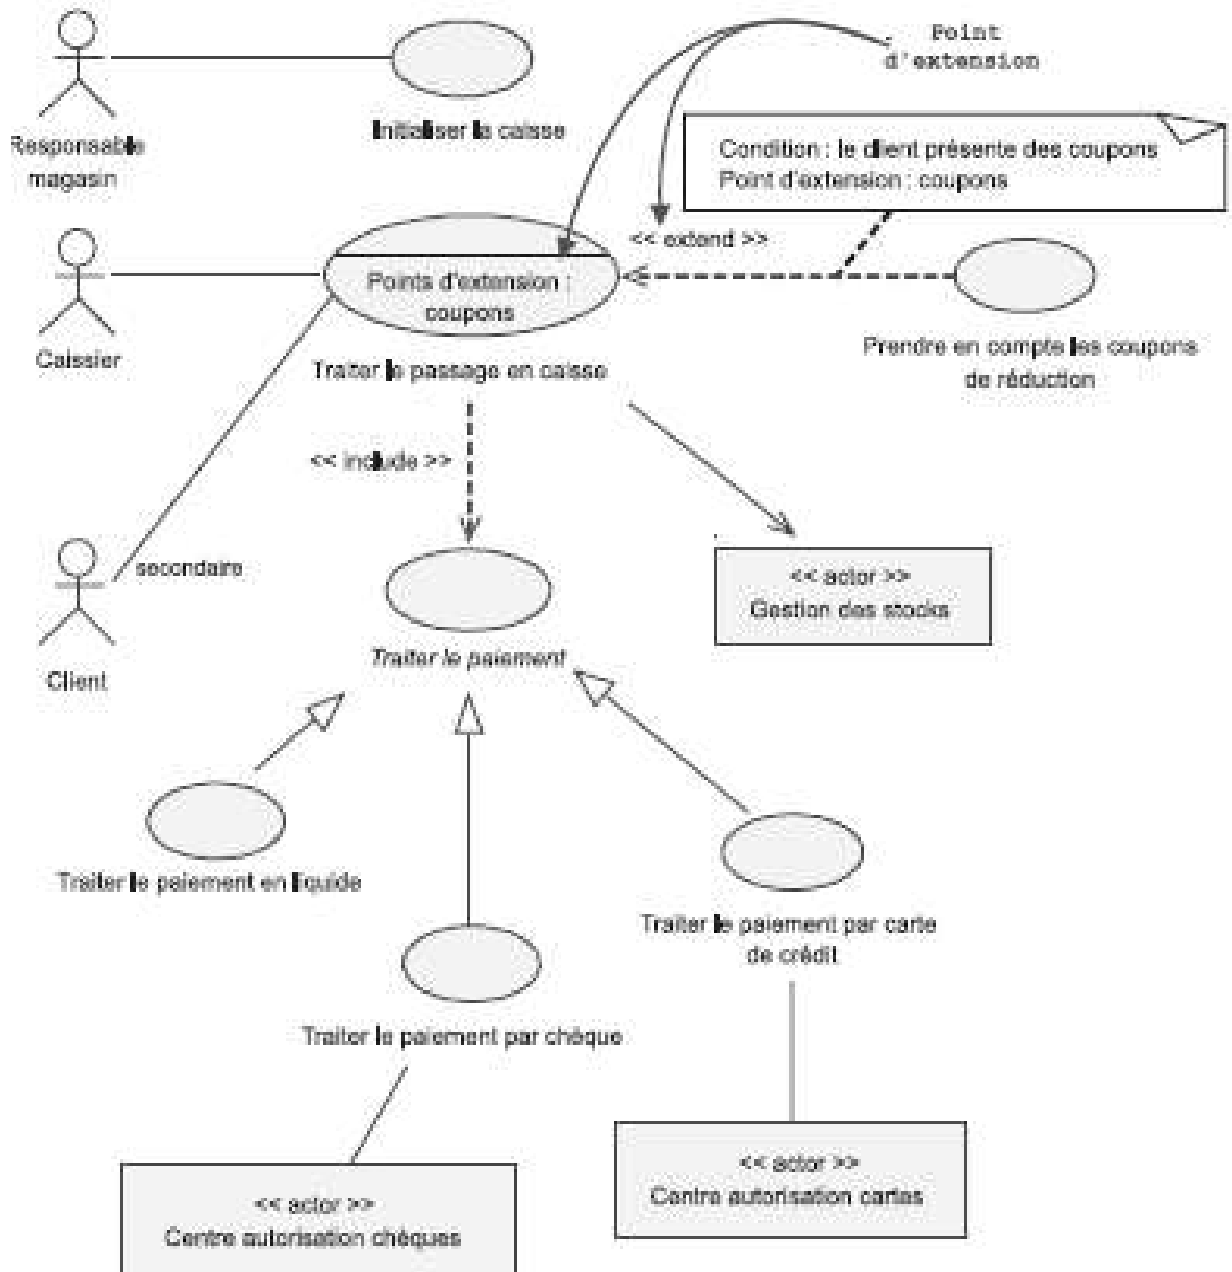 Point
d'extension
Initialiser la caisse
Responsable
magasin
Condition : le client présente des coupons
Point d'extension : coupons
<< extend >>
Points d'extension :
coupons
Caissier
Traiter le passage en caisse
Prendre en compte les coupons
de réduction
<< include >>
secondaire
Client
<< actor >>
Gestion des stocks
Traiter le paiement
Traiter le paiement en liquide
Traiter le paiement par carte
de crédit
Traiter le paiement par chèque
<< actor >>
Centre autorisation cartes
<< actor >>
Centre autorisation chèques